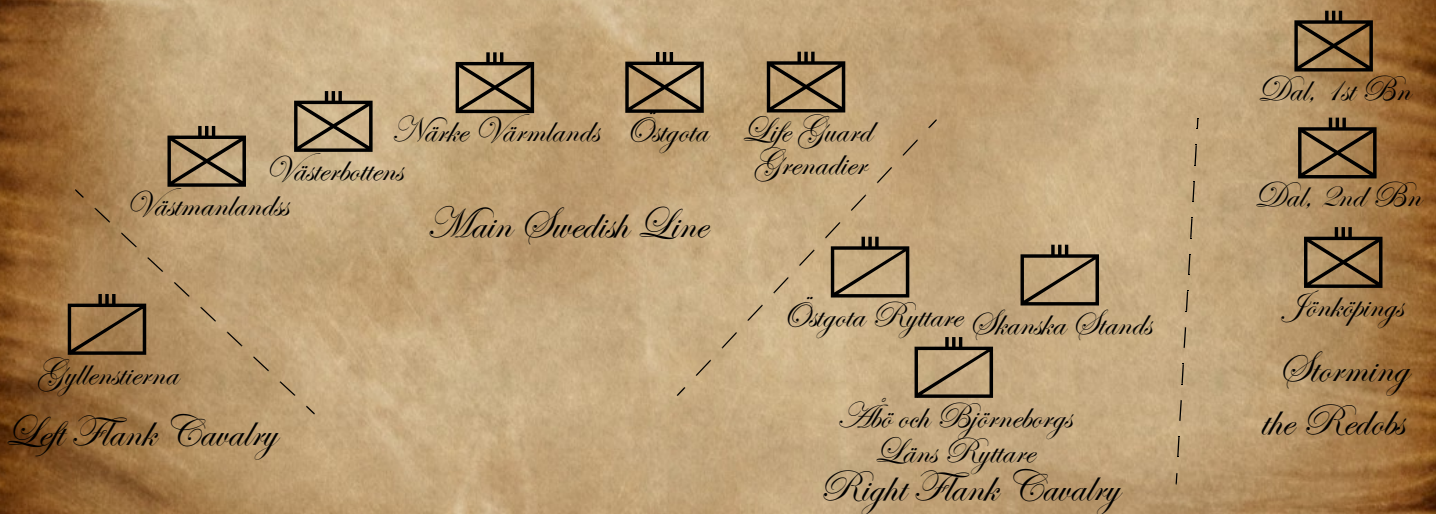 Västmanlandss
Västerbottens
Närke Värmlands
Östgota
Life Guard
Grenadier
Main Swedish Line
Gyllenstierna
Left Flank Cavalry
Östgota Ryttare
Skanska Stands
Åbö och Björneborgs
Läns Ryttare
Right Flank Cavalry
Dal, 1st Bn
Dal, 2nd Bn
Jönköpings
Storming
the Redobs